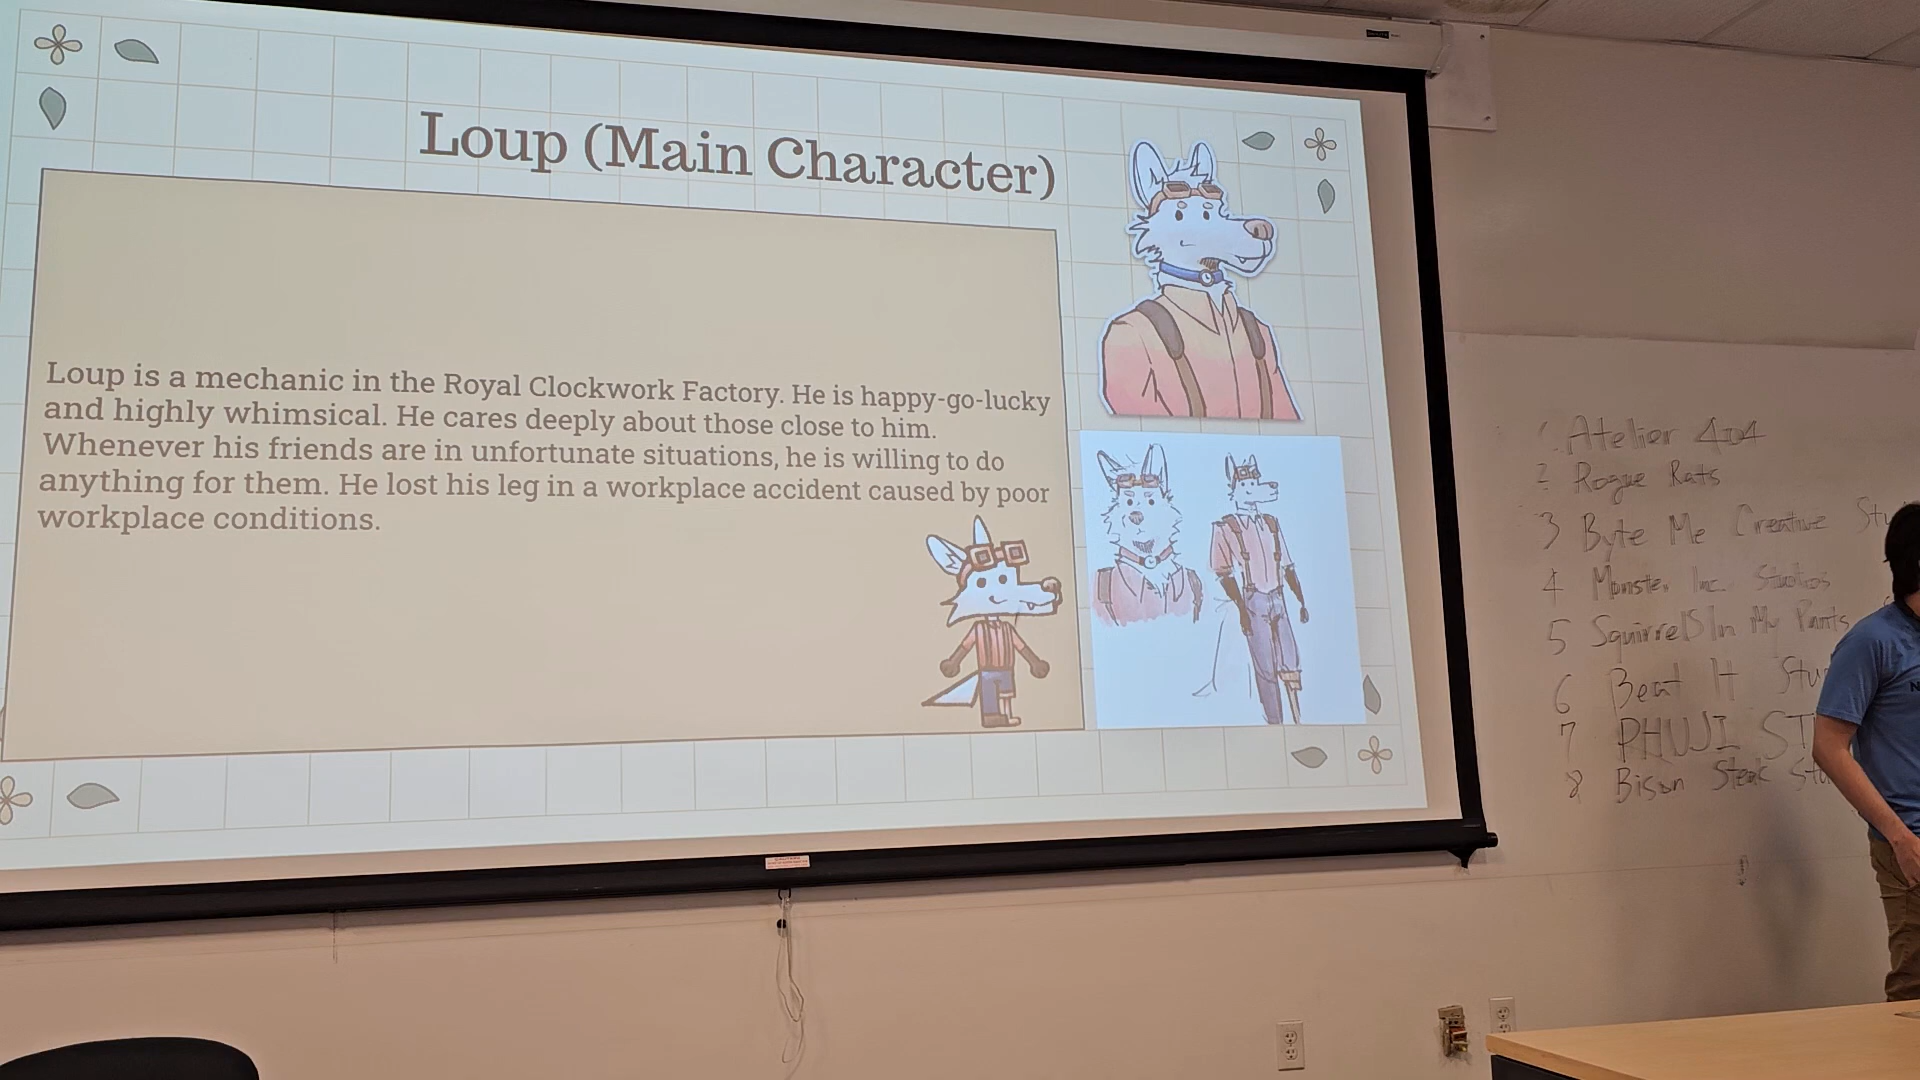 Loup (Main Character)
Loup is a mechanic in the Royal Clockwork Factory. He is happy-go-lucky
and highly whimsical. He cares deeply about those close to him.
Whenever his friends are in unfortunate situations, he is willing to do
anything for them. He lost his leg in a workplace accident caused by poor
workplace conditions.
1. Atelier 404
2 Rogue Rats
3 Byte Me Creative Stu
4 Monster Inc. Studios
5 Squirrels In My Pants
6 Beat It Stu
7 PHUJI ST
8 Bison Steak Stu